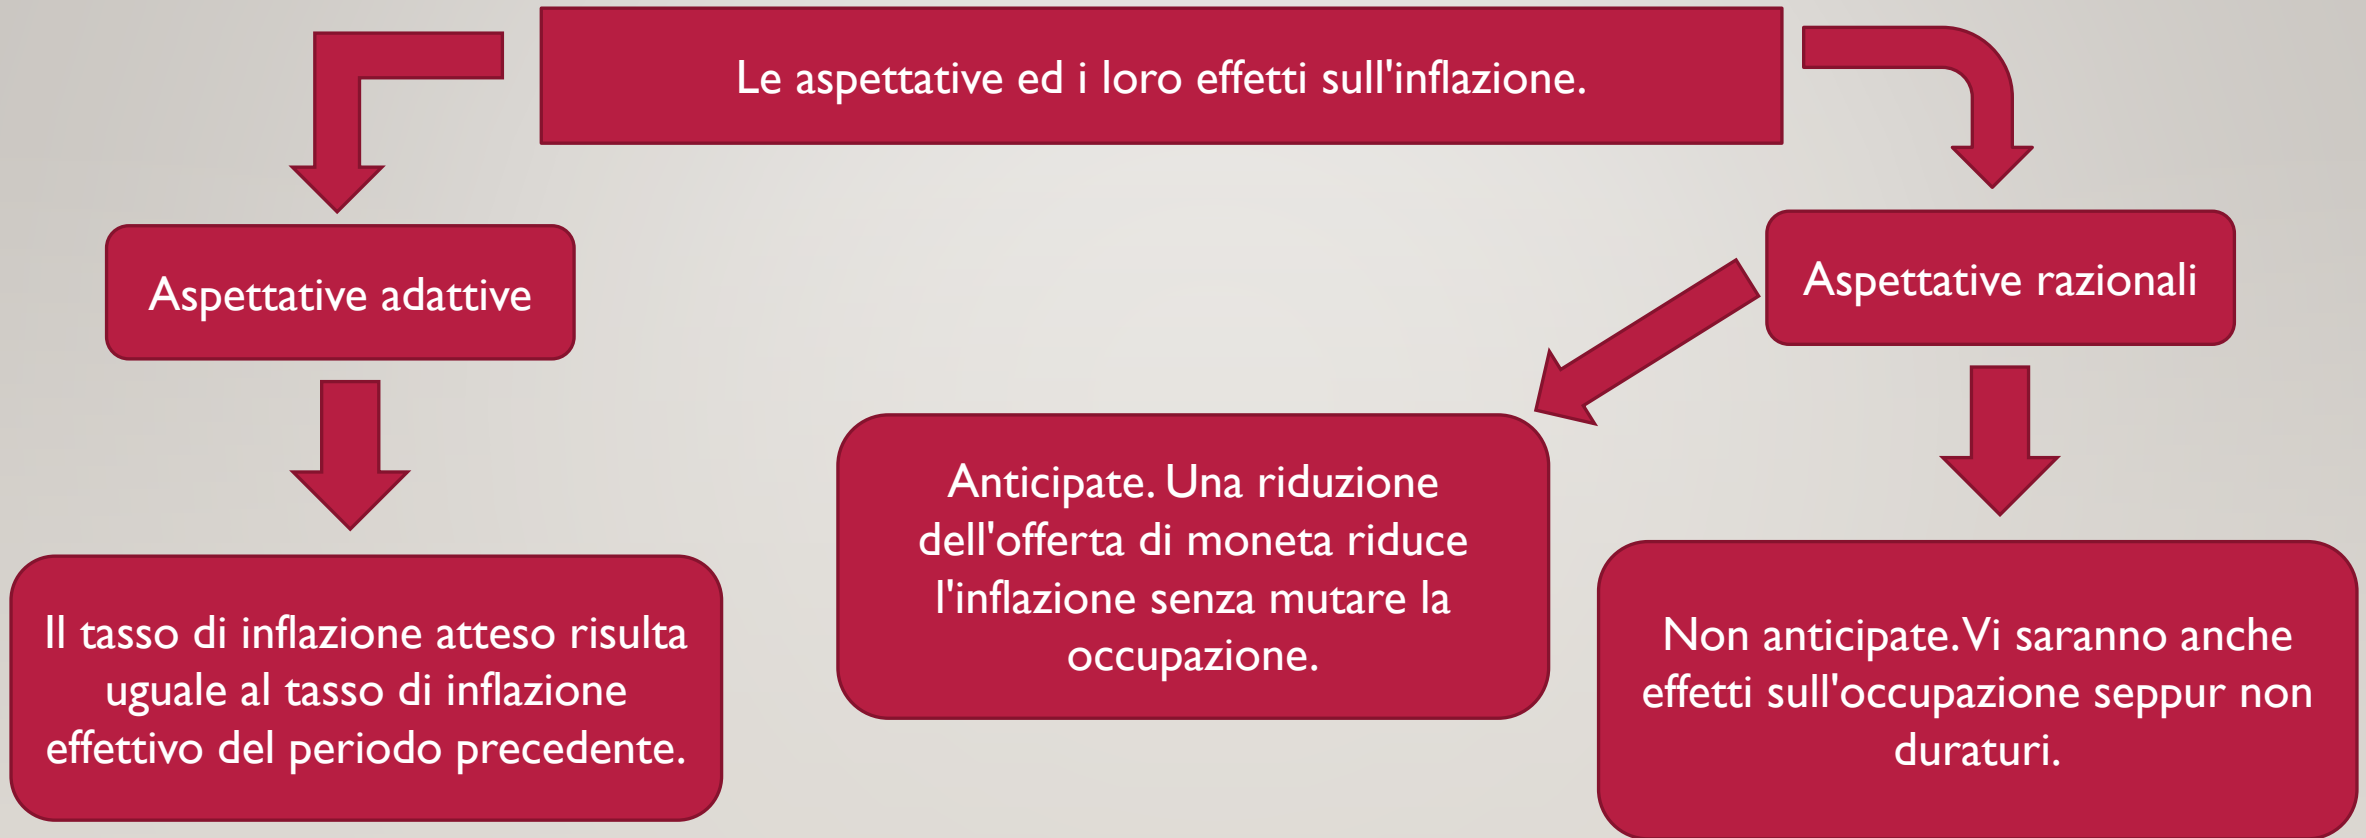 Le aspettative ed i loro effetti sull'inflazione.
Aspettative adattive
Aspettative razionali
Il tasso di inflazione atteso risulta
uguale al tasso di inflazione
effettivo del periodo precedente.
Anticipate. Una riduzione
dell'offerta di moneta riduce
l'inflazione senza mutare la
occupazione.
Non anticipate. Vi saranno anche
effetti sull'occupazione seppur non
duraturi.